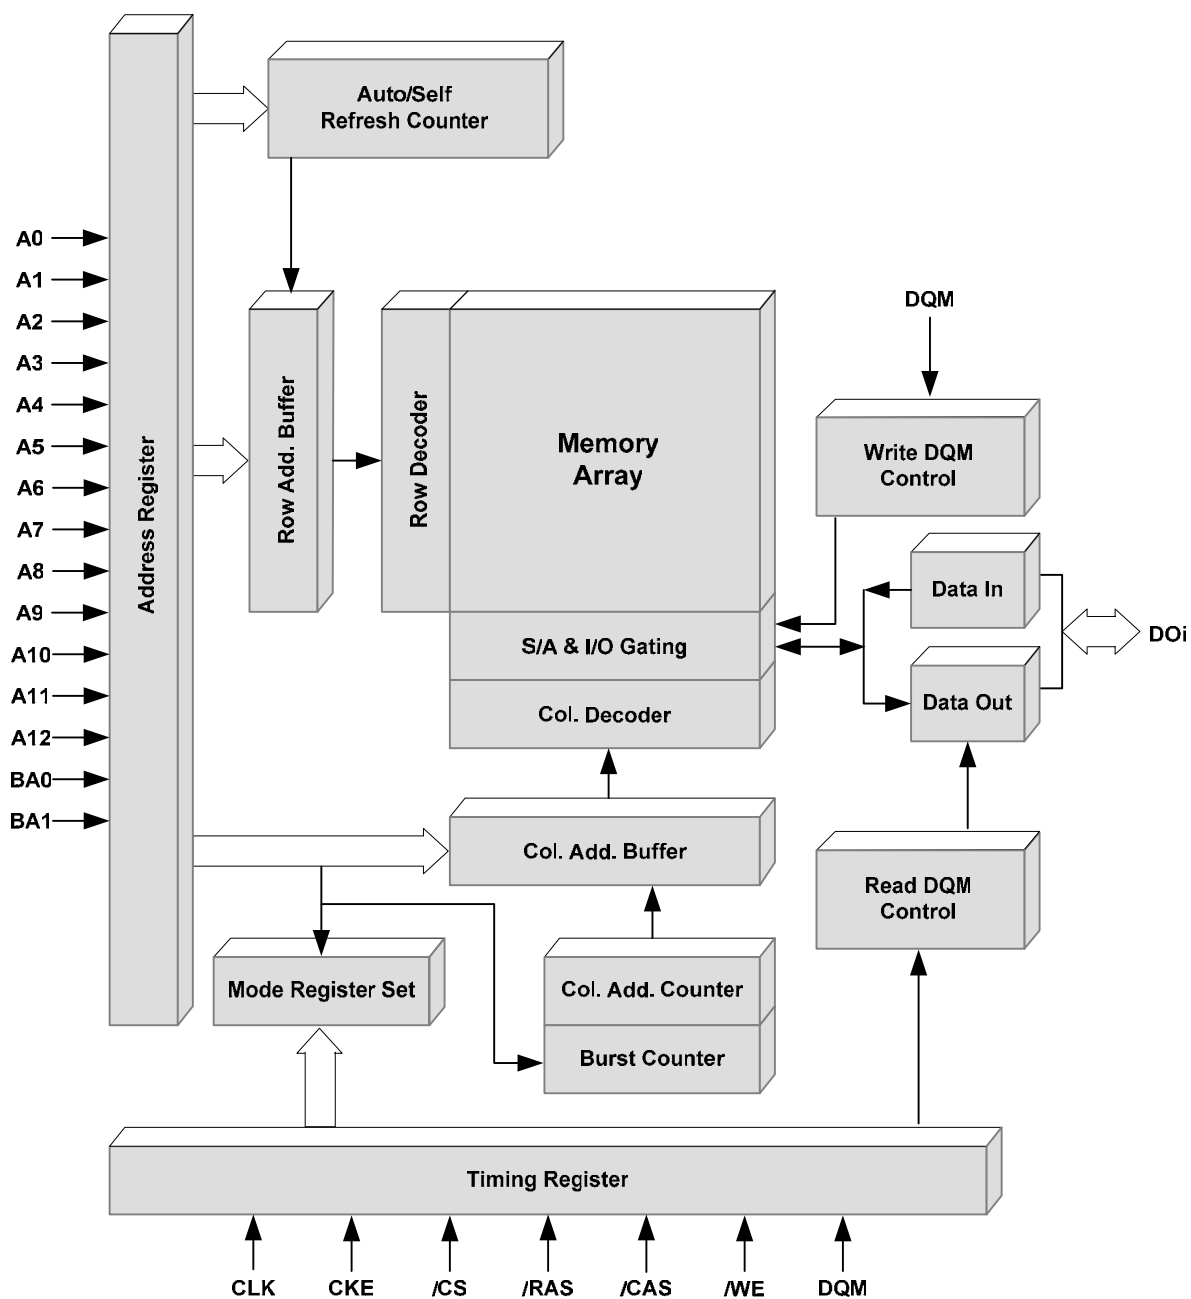 Auto/Self
Refresh Counter
A0
A1
A2
A3
A4
A5
A6
A7
A8
A9
A10
A11
A12
BA0
BA1
Address Register
Row Add. Buffer
Row Decoder
Memory
Array
S/A & I/O Gating
Col. Decoder
DQM
Write DQM
Control
Data In
Data Out
DOi
Col. Add. Buffer
Read DQM
Control
Mode Register Set
Col. Add. Counter
Burst Counter
Timing Register
CLK
CKE
/CS
/RAS
/CAS
/WE
DQM